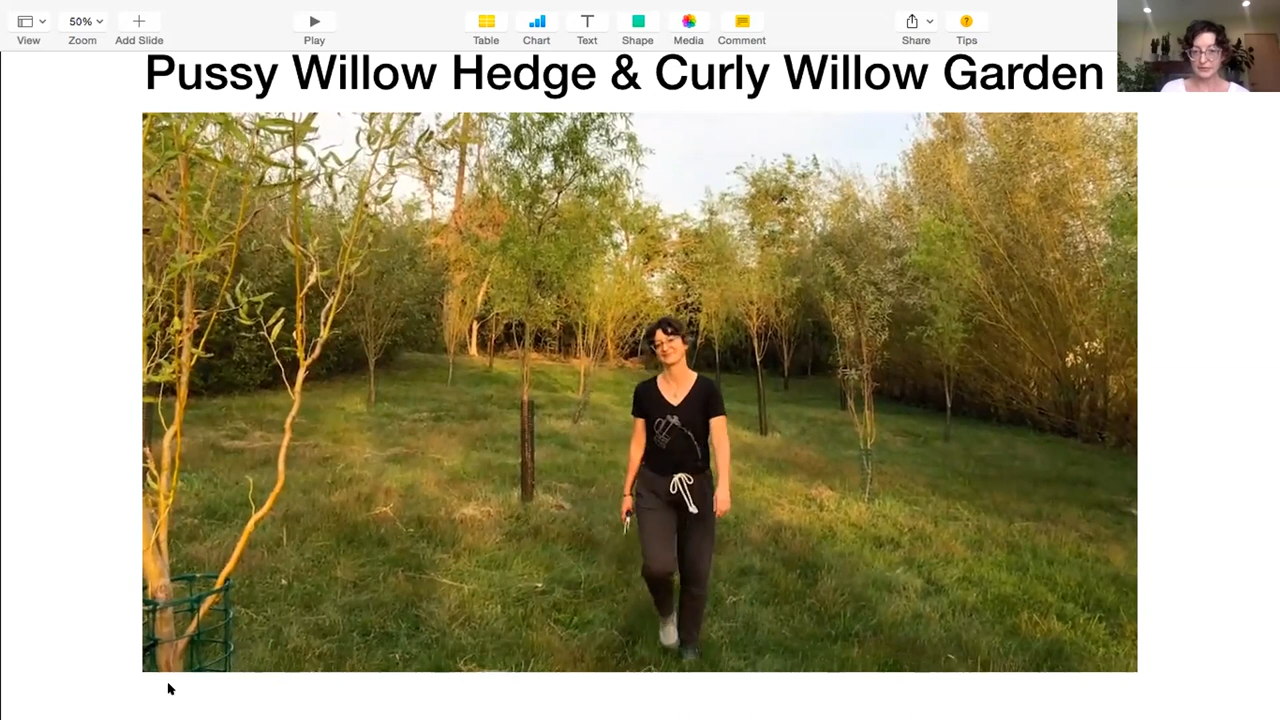 50%
View
Zoom
Add Slide
Play
Table
Chart
Text
Shape
Media
Comment
Share
Tips
Pussy Willow Hedge & Curly Willow Garden